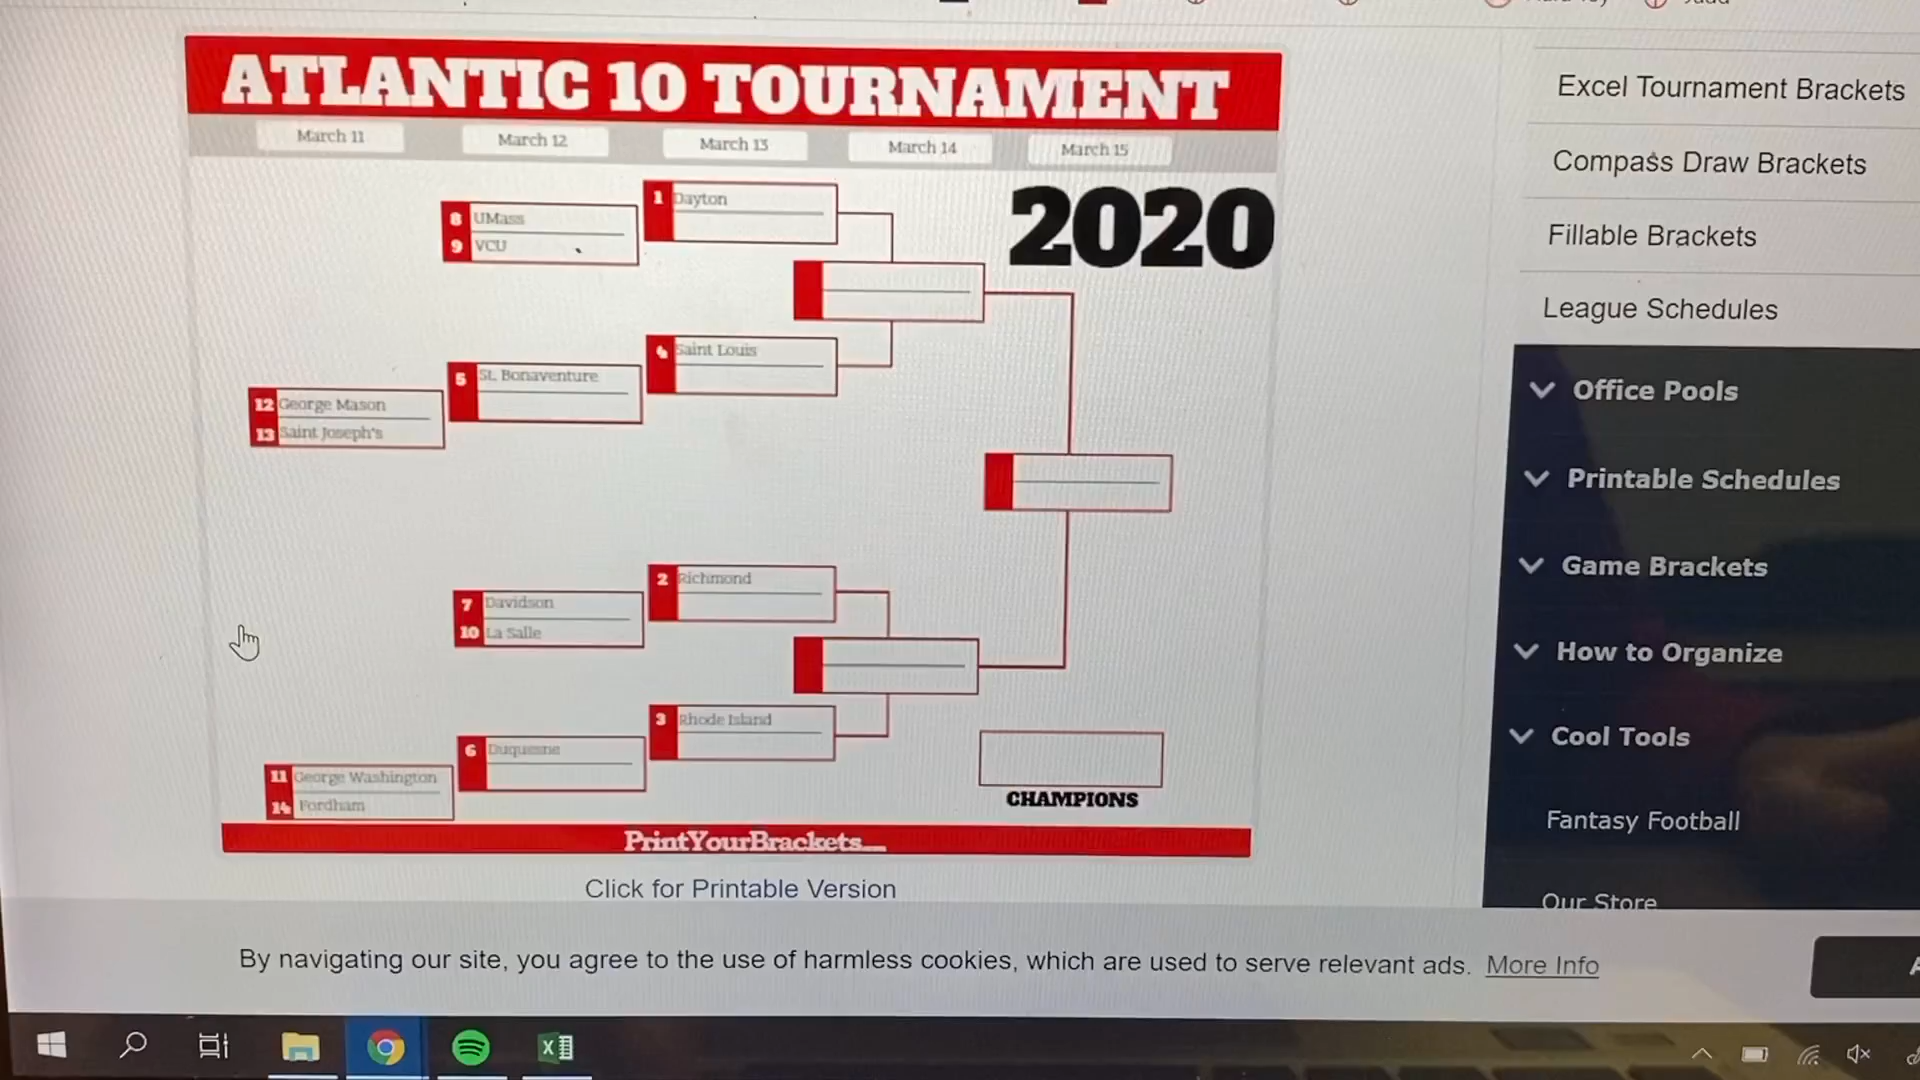 ATLANTIC 10 TOURNAMENT
March 11
March 12
March 13
March 14
March 15
2020
1 Dayton
8 UMass
9 VCU
4 Saint Louis
5 St. Bonaventure
12 George Mason
13 Saint Joseph's
2 Richmond
7 Davidson
10 La Salle
3 Rhode Island
6 Duquesne
11 George Washington
14 Fordham
CHAMPIONS
PrintYourBrackets
Click for Printable Version
Excel Tournament Brackets
Compass Draw Brackets
Fillable Brackets
League Schedules
Office Pools
Printable Schedules
Game Brackets
How to Organize
Cool Tools
Fantasy Football
Our Store
By navigating our site, you agree to the use of harmless cookies, which are used to serve relevant ads. More Info